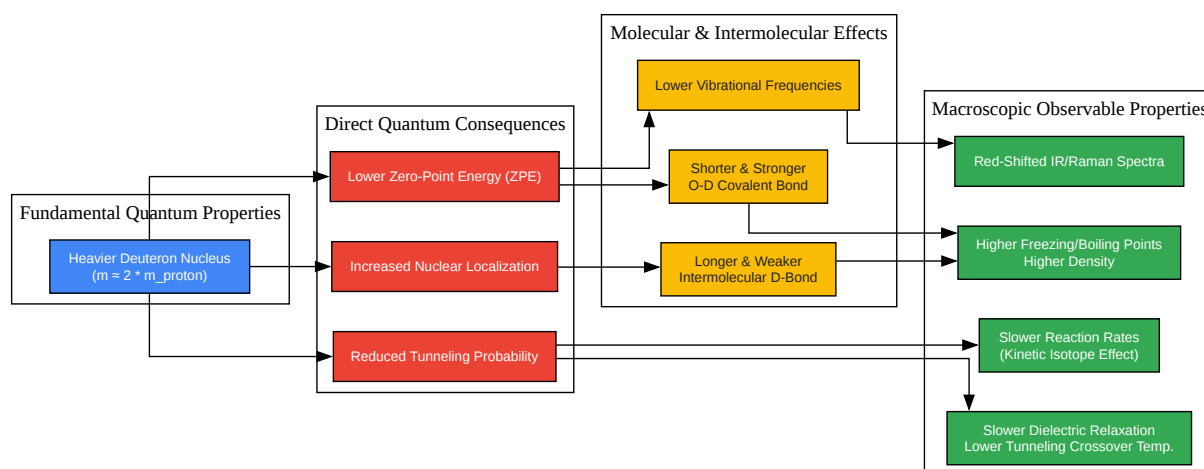 Fundamental Quantum Properties
Heavier Deuteron Nucleus
(m ≈ 2 * m_proton)
Direct Quantum Consequences
Lower Zero-Point Energy (ZPE)
Increased Nuclear Localization
Reduced Tunneling Probability
Molecular & Intermolecular Effects
Lower Vibrational Frequencies
Shorter & Stronger
O-D Covalent Bond
Longer & Weaker
Intermolecular D-Bond
Macroscopic Observable Properties
Red-Shifted IR/Raman Spectra
Higher Freezing/Boiling Points
Higher Density
Slower Reaction Rates
(Kinetic Isotope Effect)
Slower Dielectric Relaxation
Lower Tunneling Crossover Temp.